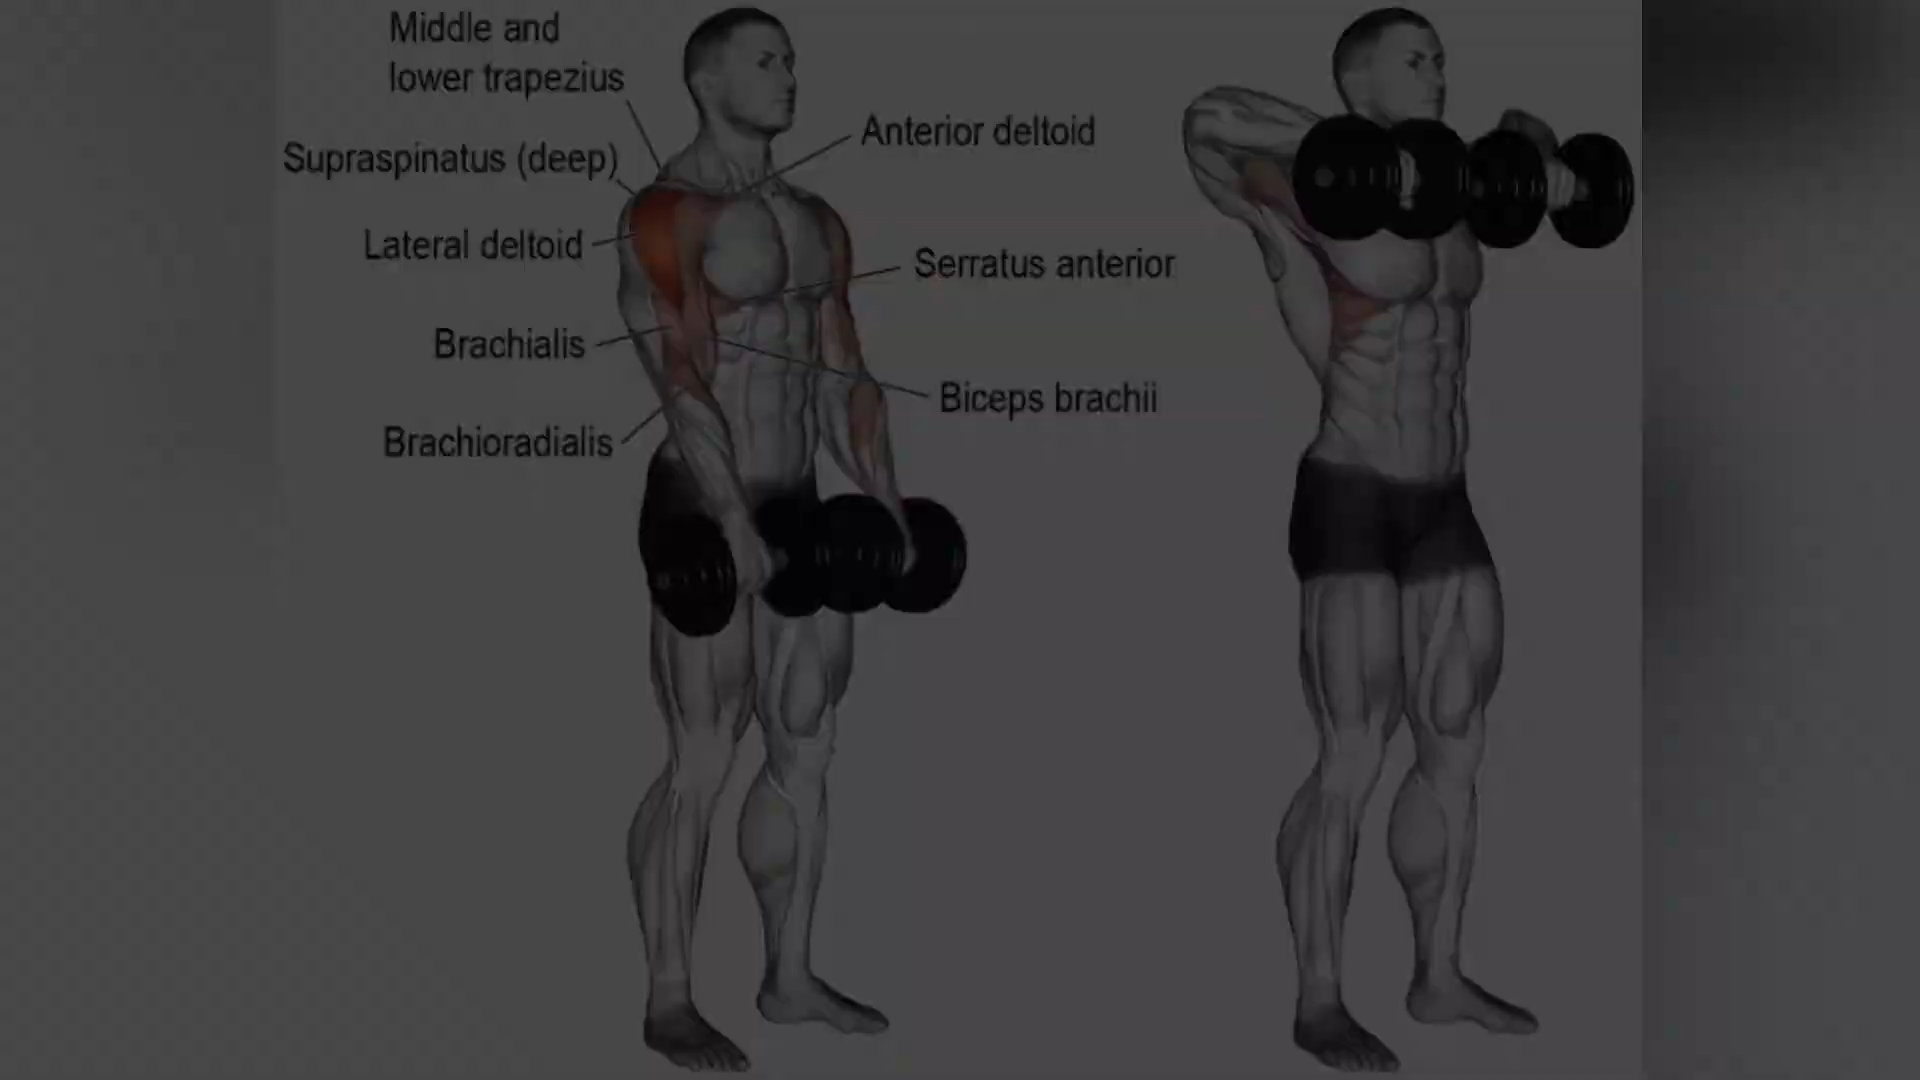 Middle and
lower trapezius
Supraspinatus (deep)
Lateral deltoid
Brachialis
Brachioradialis
Anterior deltoid
Serratus anterior
Biceps brachii